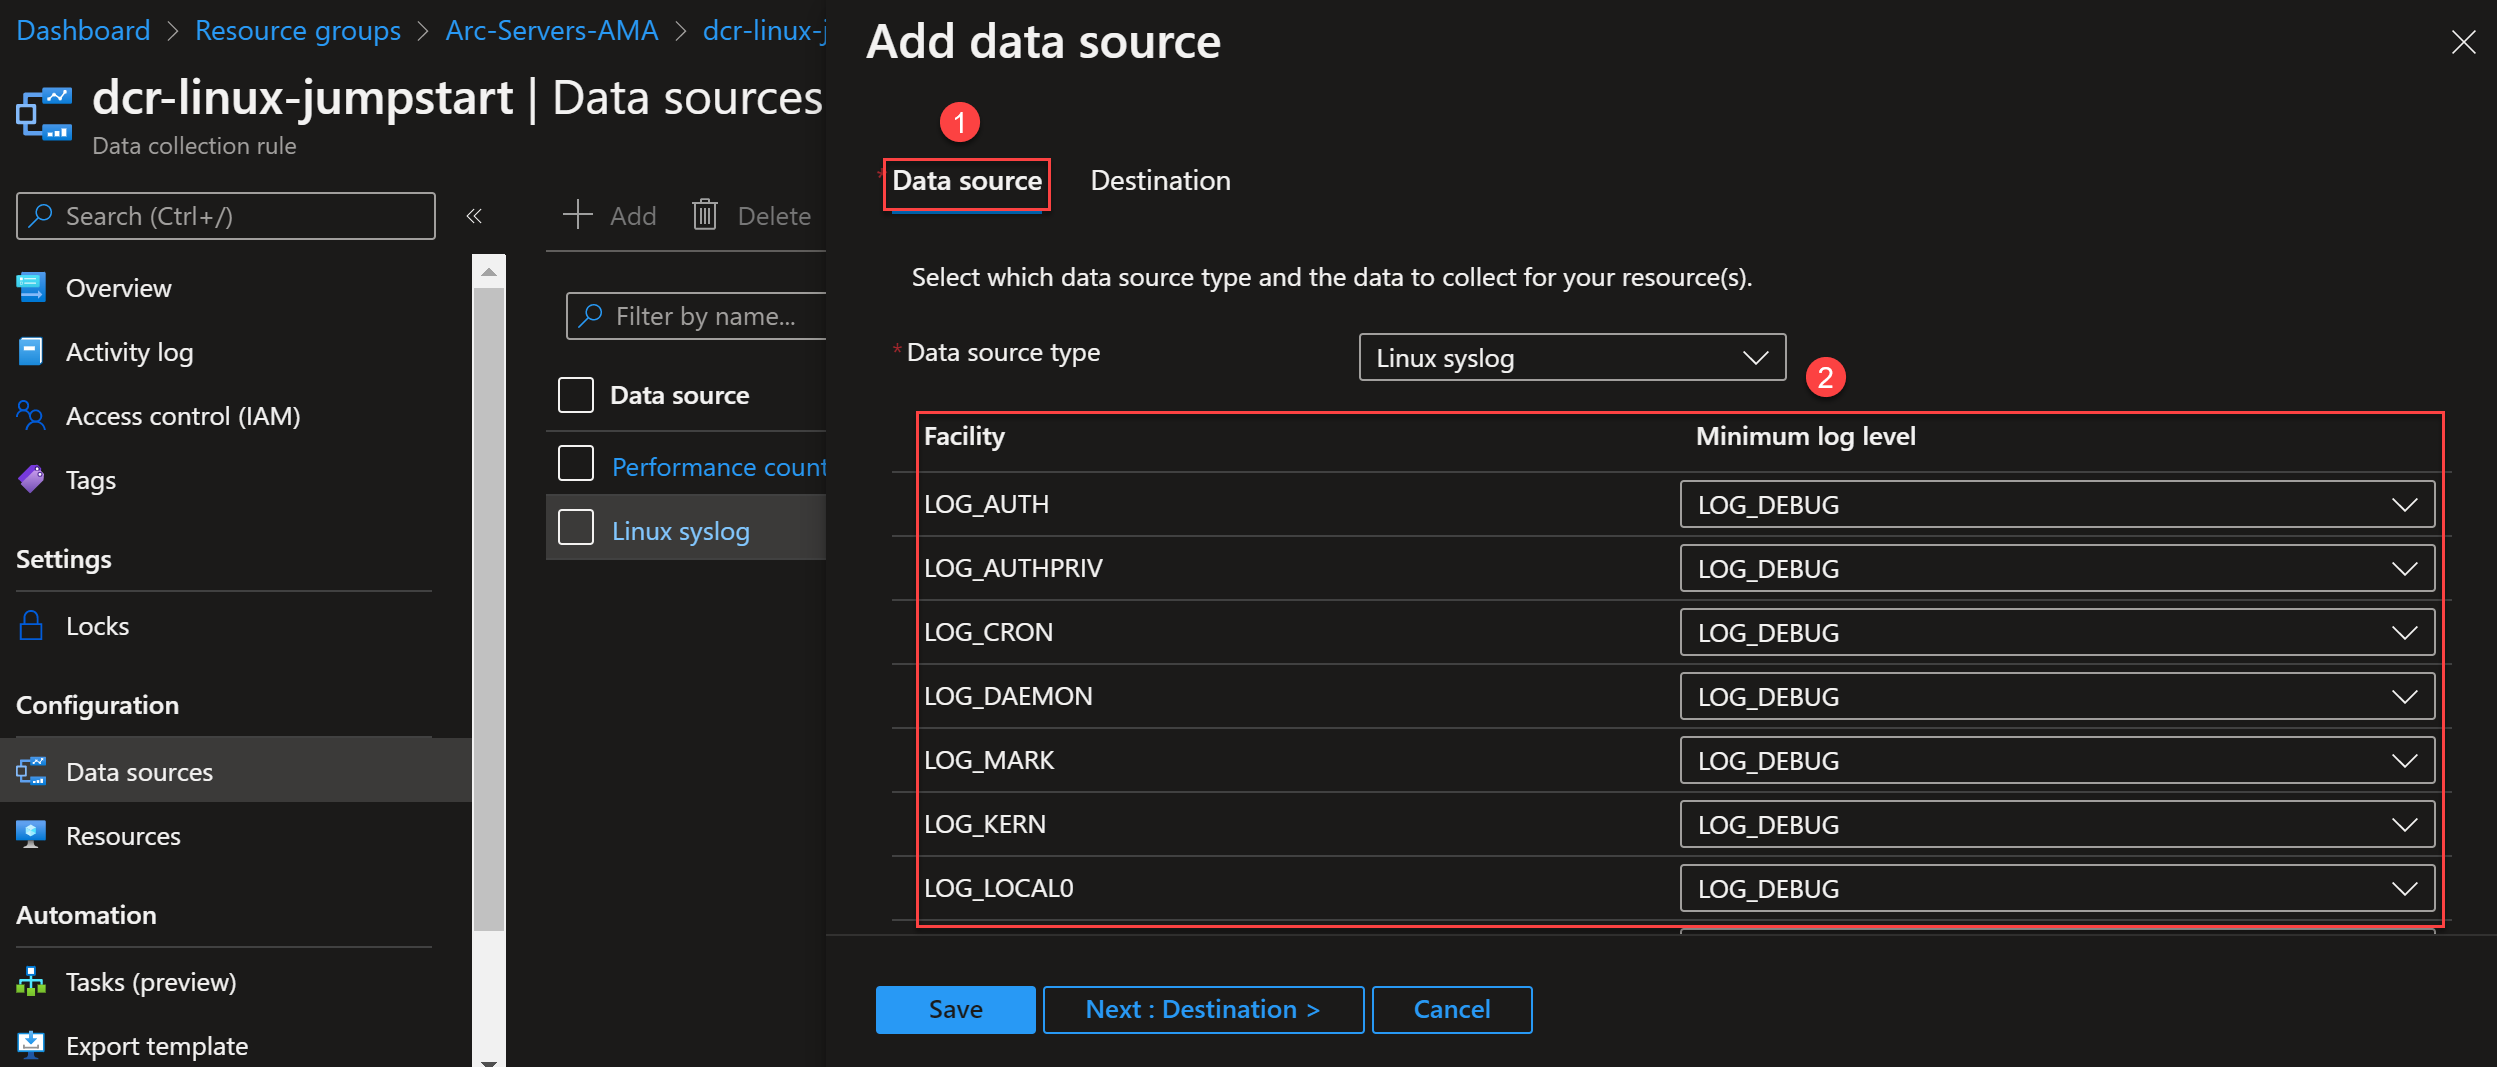 Dashboard > Resource groups > Arc-Servers-AMA > dcr-linux-j
dcr-linux-jumpstart | Data sources
Data collection rule
Search (Ctrl+/)
«
Overview
Activity log
Access control (IAM)
Tags
Settings
Locks
Configuration
Data sources
Resources
Automation
Tasks (preview)
Export template
+ Add
Delete
Filter by name...
Data source
Performance count
Linux syslog
Add data source
1
* Data source
Destination
Select which data source type and the data to collect for your resource(s).
* Data source type
Linux syslog
2
Facility Minimum log level
LOG_AUTH LOG_DEBUG
LOG_AUTHPRIV LOG_DEBUG
LOG_CRON LOG_DEBUG
LOG_DAEMON LOG_DEBUG
LOG_MARK LOG_DEBUG
LOG_KERN LOG_DEBUG
LOG_LOCAL0 LOG_DEBUG
Save
Next : Destination >
Cancel